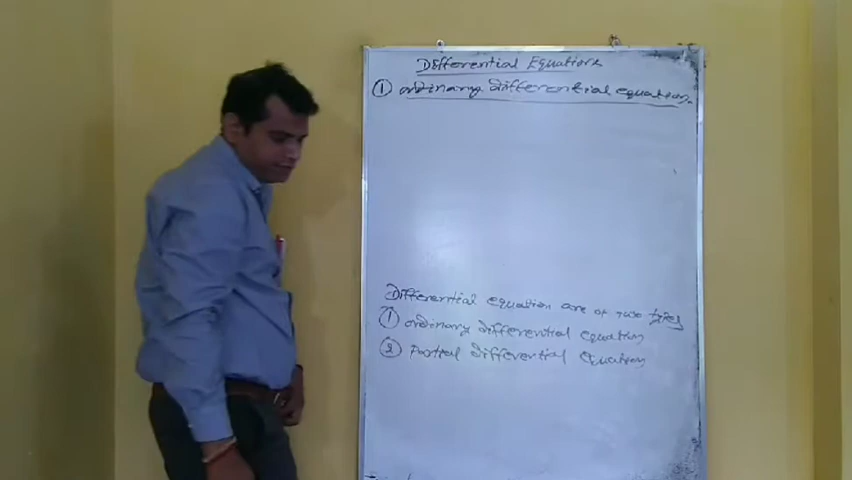 Differential Equations
① ordinary differential equation.
Differential equation are of two types
① ordinary differential equation
② Partial differential Equation